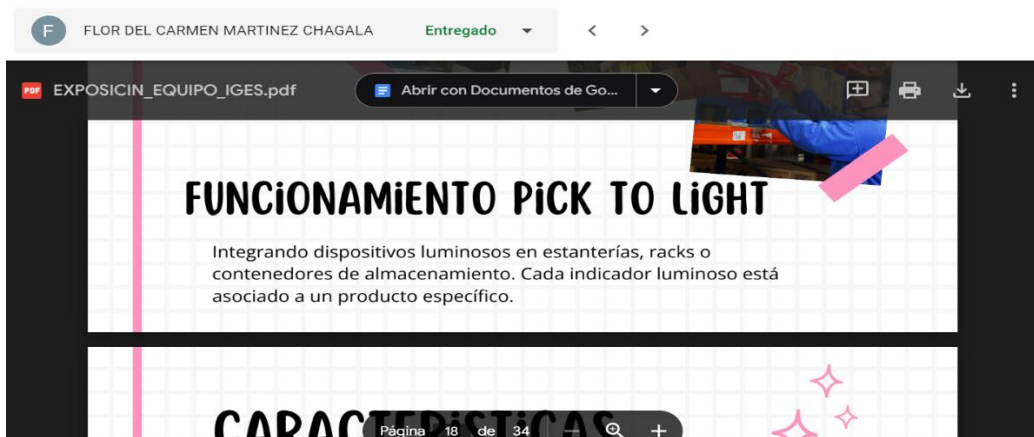 F FLOR DEL CARMEN MARTINEZ CHAGALA Entregado
PDF EXPOSICIN_EQUIPO_IGES.pdf Abrir con Documentos de Go...
FUNCiONAMiENTO PiCK TO LiGHT
Integrando dispositivos luminosos en estanterías, racks o
contenedores de almacenamiento. Cada indicador luminoso está
asociado a un producto específico.
CARACTERiSTiCAS
Página 18 de 34